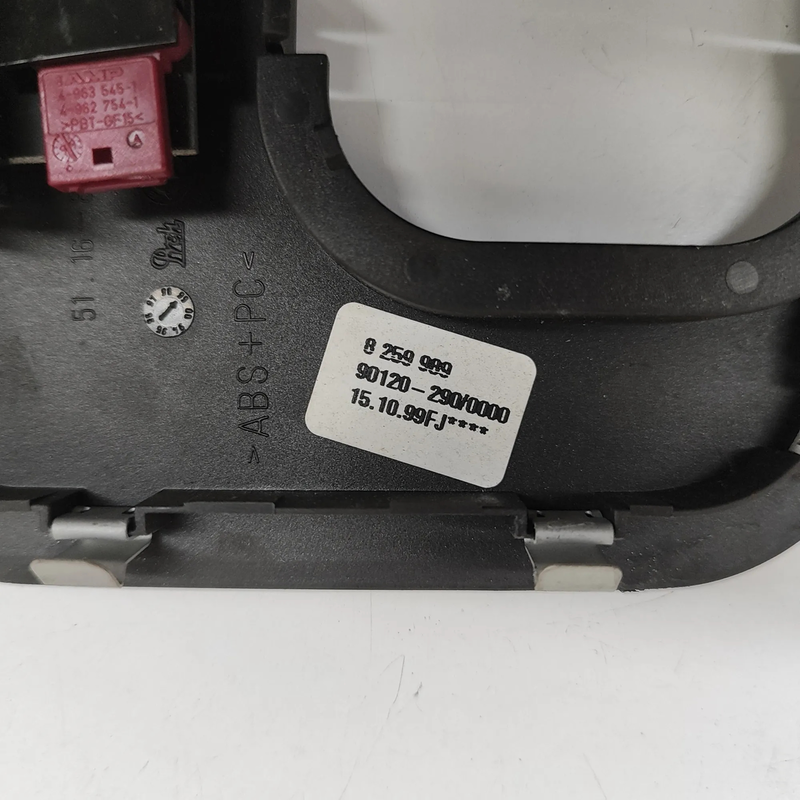 4-963 545-1
4-962 754-1
>PBT-GF15<
A
51.16-
>ABS+PC<
8 259 989
90120-290/0000
15.10.99FJ****